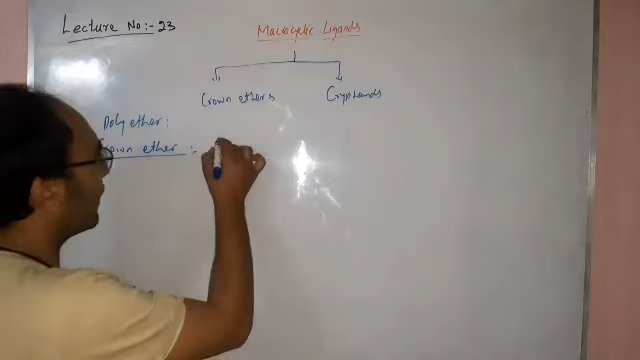 Lecture No:- 23
Macrocyclic Ligands
Crown ethers
Cryptands
Poly ether:
Crown ether :-